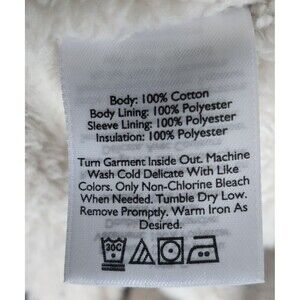 Body: 100% Cotton
Body Lining: 100% Polyester
Sleeve Lining: 100% Polyester
Insulation: 100% Polyester
Turn Garment Inside Out. Machine
Wash Cold Delicate With Like
Colors. Only Non-Chlorine Bleach
When Needed. Tumble Dry Low.
Remove Promptly. Warm Iron As
Desired.
30C